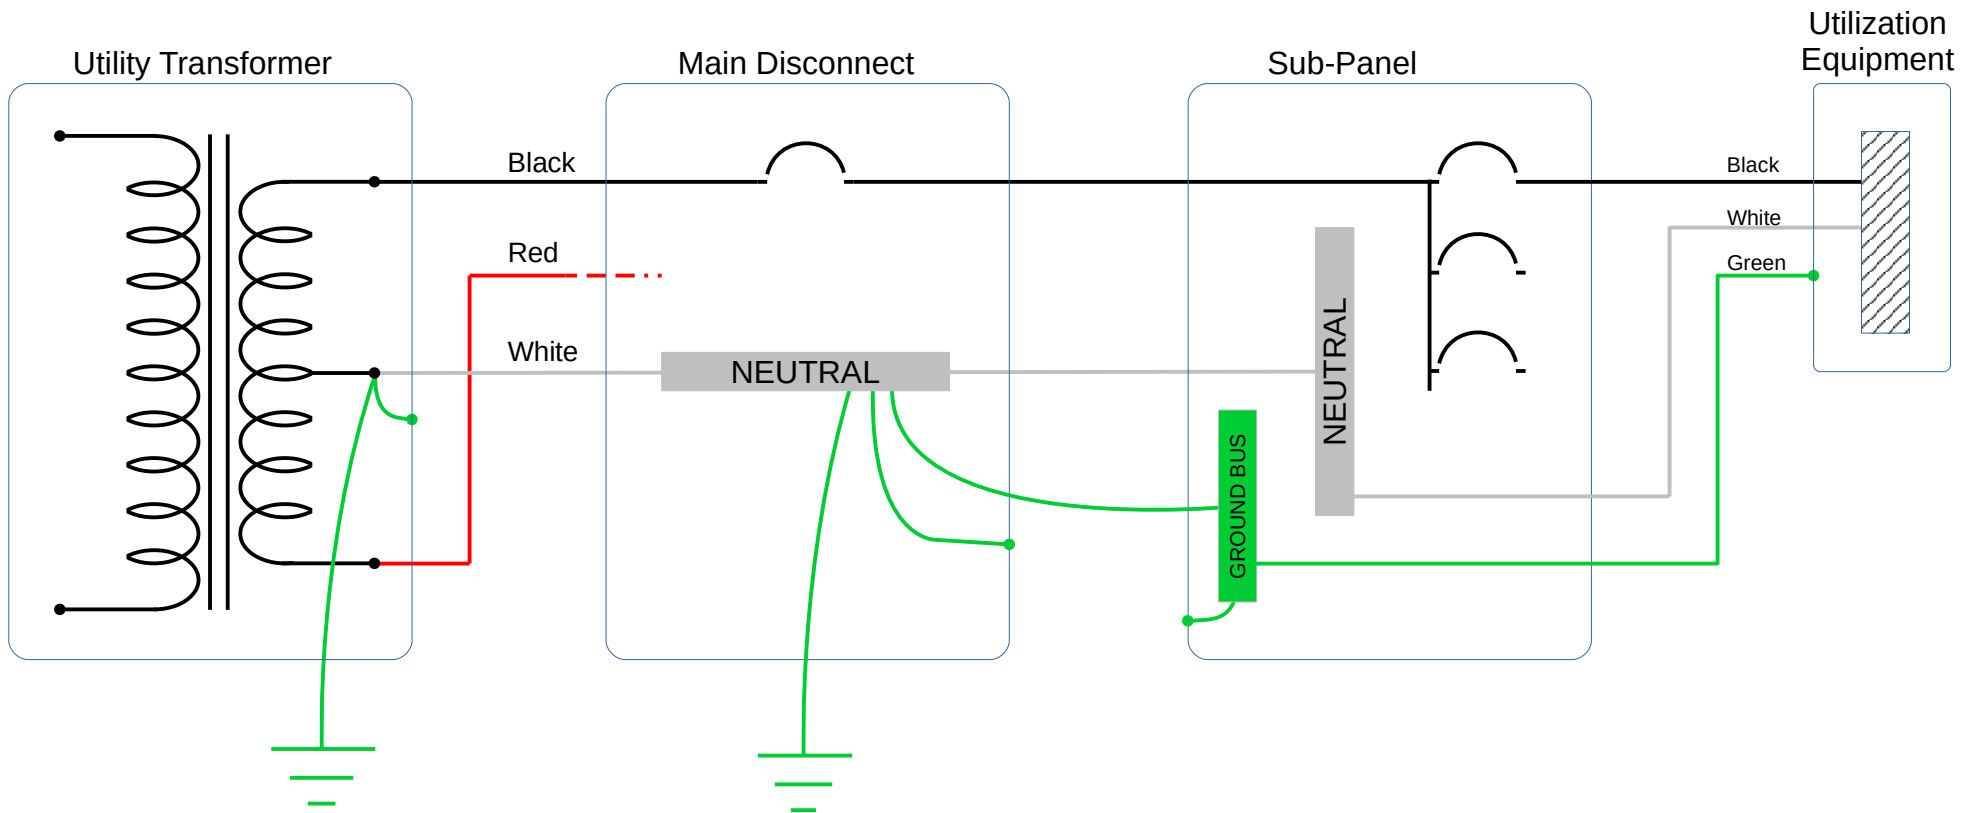 Utility Transformer
Main Disconnect
Sub-Panel
Utilization
Equipment
Black
Red
White
NEUTRAL
NEUTRAL
GROUND BUS
Black
White
Green